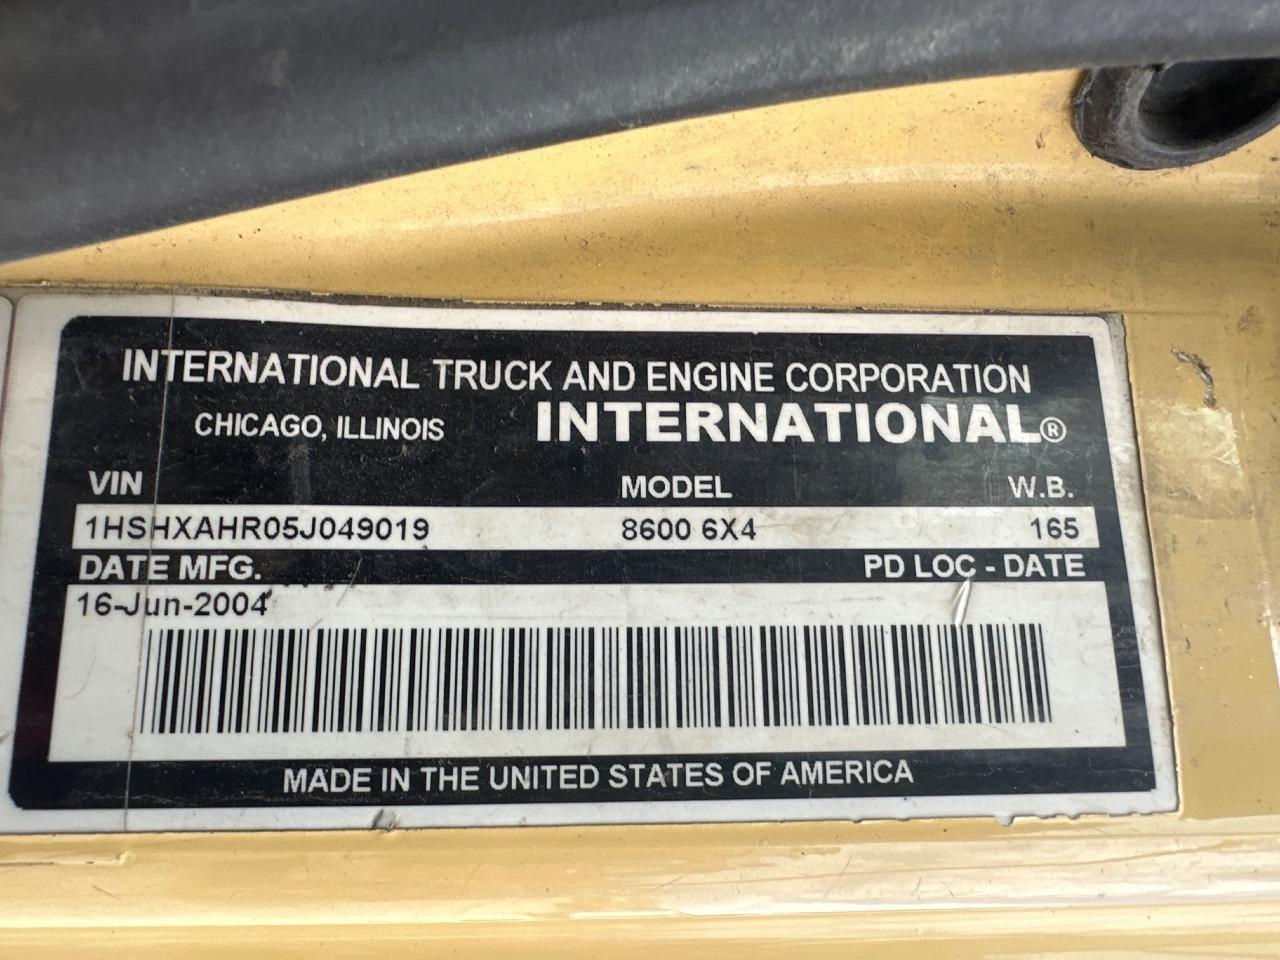 INTERNATIONAL TRUCK AND ENGINE CORPORATION
CHICAGO, ILLINOIS INTERNATIONAL®
VIN MODEL W.B.
1HSHXAHR05J049019 8600 6X4 165
DATE MFG. PD LOC - DATE
16-Jun-2004
MADE IN THE UNITED STATES OF AMERICA